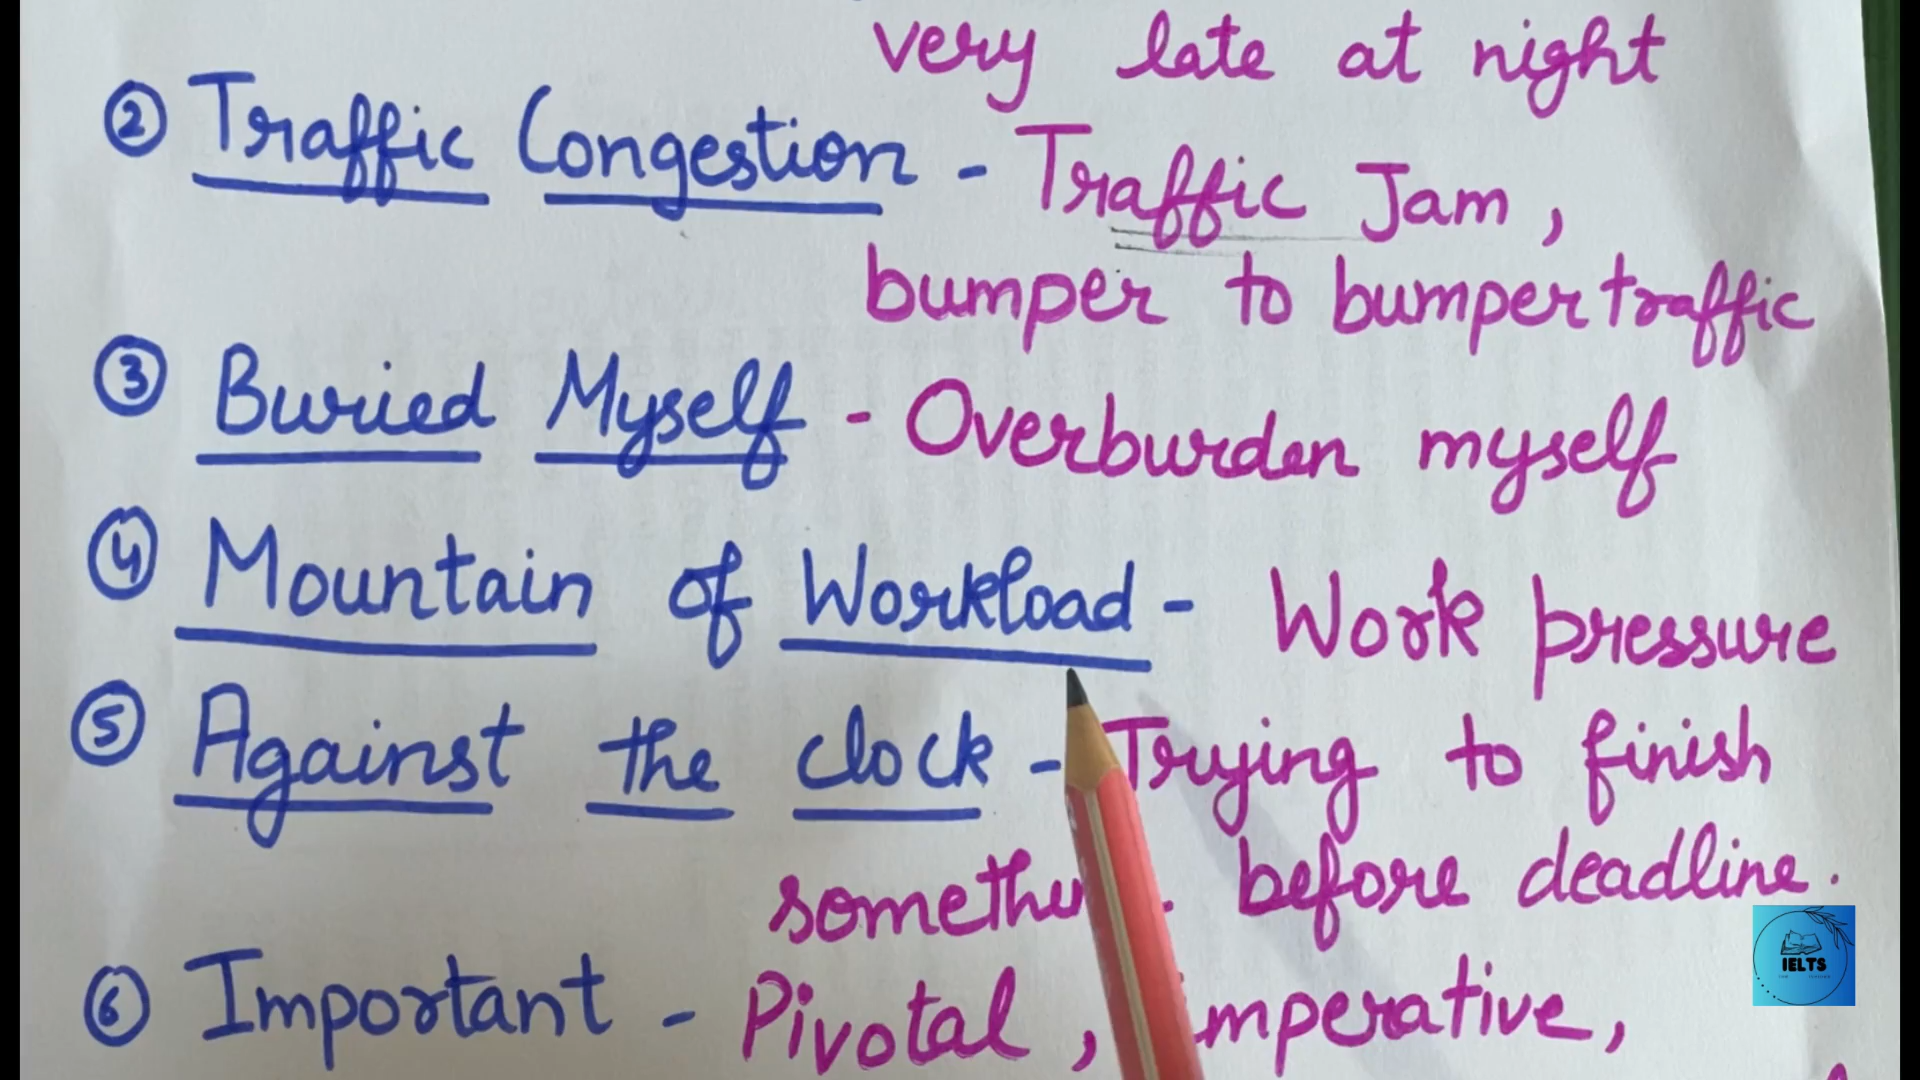 very late at night
② Traffic Congestion - Traffic Jam,
bumper to bumper traffic
③ Buried Myself - Overburden myself
④ Mountain of Workload - Work pressure
⑤ Against the clock - Trying to finish
before deadline.
⑥ Important - Pivotal, imperative,
IELTS